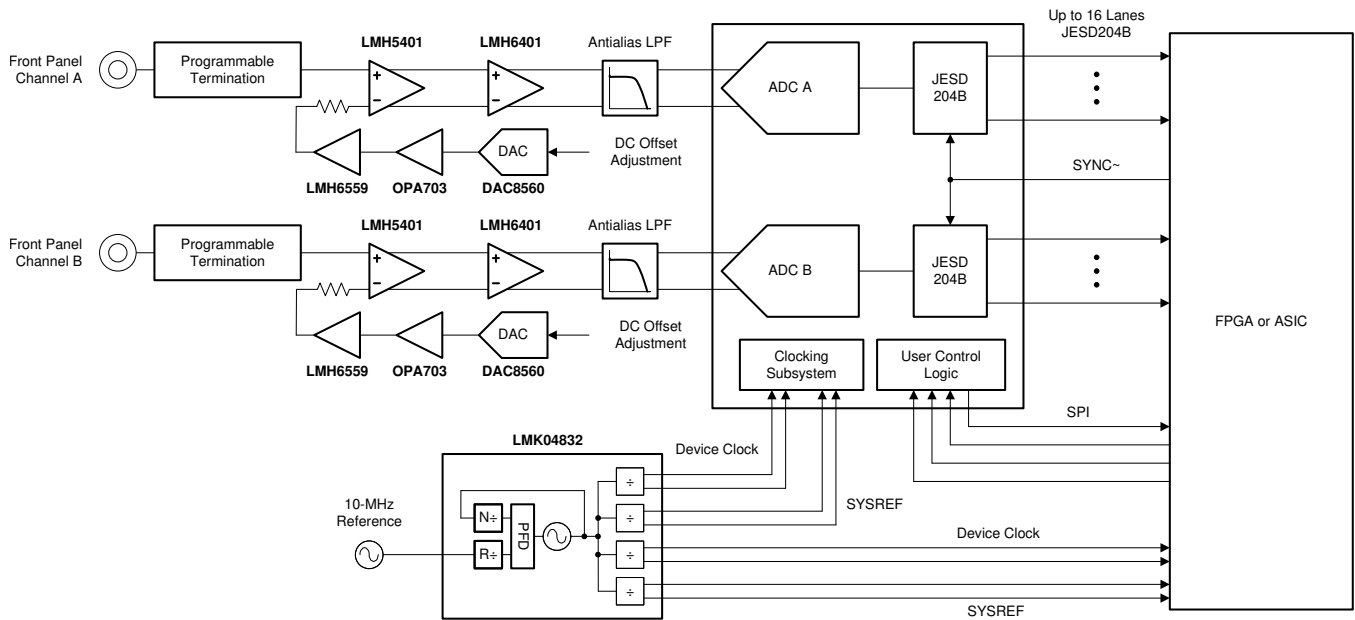 Up to 16 Lanes
JESD204B
LMH5401
LMH6401
Antialias LPF
Front Panel
Channel A
Programmable
Termination
+
−
+
−
ADC A
JESD
204B
DAC
DC Offset
Adjustment
LMH6559
OPA703
DAC8560
SYNC~
LMH5401
LMH6401
Antialias LPF
Front Panel
Channel B
Programmable
Termination
+
−
+
−
ADC B
JESD
204B
FPGA or ASIC
DAC
DC Offset
Adjustment
LMH6559
OPA703
DAC8560
Clocking
Subsystem
User Control
Logic
SPI
LMK04832
Device Clock
÷
10-MHz
Reference
SYSREF
N÷
PFD
÷
R÷
÷
Device Clock
÷
SYSREF